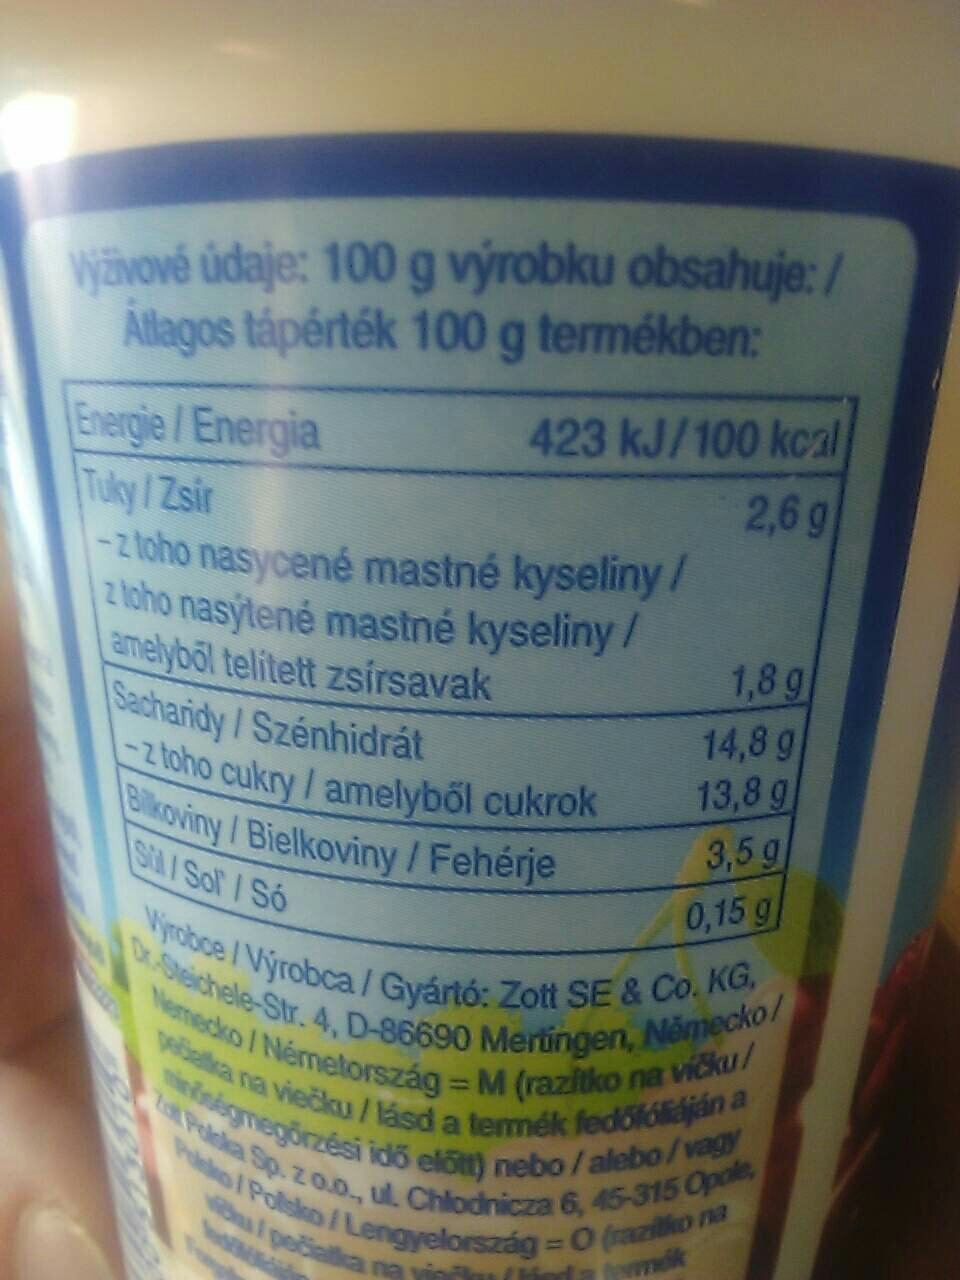 Výživové údaje: 100 g výrobku obsahuje: /
Átlagos tápérték 100 g termékben:
Energie / Energia 423 kJ/100 kcal
Tuky / Zsír 2,6 g
- z toho nasycené mastné kyseliny /
z toho nasýtené mastné kyseliny /
amelyből telített zsírsavak 1,8 g
Sacharidy / Szénhidrát 14,8 g
- z toho cukry / amelyből cukrok 13,8 g
Bílkoviny / Bielkoviny / Fehérje 3,5 g
Sůl / Soľ / Só 0,15 g
Výrobce / Výrobca / Gyártó: Zott SE & Co. KG,
Dr.-Steichele-Str. 4, D-86690 Mertingen, Německo /
Nemecko / Németország = M (razítko na víčku /
pečiatka na viečku / lásd a termék fedőfóliáján a
minőségmegőrzési idő előtt) nebo / alebo / vagy
Zott Polska Sp. z o.o., ul. Chłodnicza 6, 45-315 Opole,
Polsko / Poľsko / Lengyelország = O (razítko na
víčku / pečiatka na viečku / lásd a termék